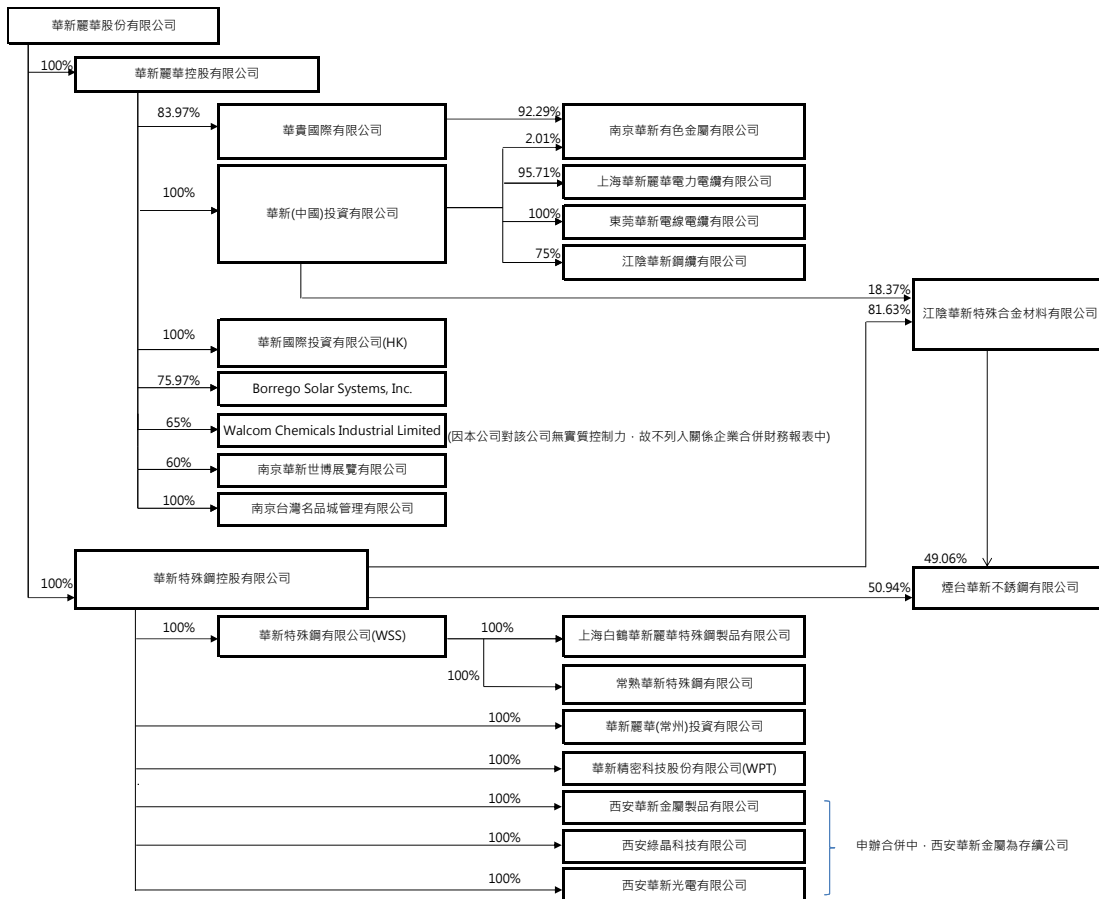 華新麗華股份有限公司
100%
華新麗華控股有限公司
83.97%
華貴國際有限公司
92.29%
南京華新有色金屬有限公司
2.01%
95.71%
上海華新麗華電力電纜有限公司
100%
華新(中國)投資有限公司
100%
東莞華新電線電纜有限公司
75%
江陰華新鋼纜有限公司
18.37%
81.63%
江陰華新特殊合金材料有限公司
100%
華新國際投資有限公司(HK)
75.97%
Borrego Solar Systems, Inc.
65%
Walcom Chemicals Industrial Limited
(因本公司對該公司無實質控制力，故不列入關係企業合併財務報表中)
60%
南京華新世博展覽有限公司
100%
南京台灣名品城管理有限公司
100%
華新特殊鋼控股有限公司
49.06%
50.94%
煙台華新不銹鋼有限公司
100%
華新特殊鋼有限公司(WSS)
100%
上海白鶴華新麗華特殊鋼製品有限公司
100%
常熟華新特殊鋼有限公司
100%
華新麗華(常州)投資有限公司
100%
華新精密科技股份有限公司(WPT)
100%
西安華新金屬製品有限公司
100%
西安綠晶科技有限公司
申辦合併中，西安華新金屬為存續公司
100%
西安華新光電有限公司